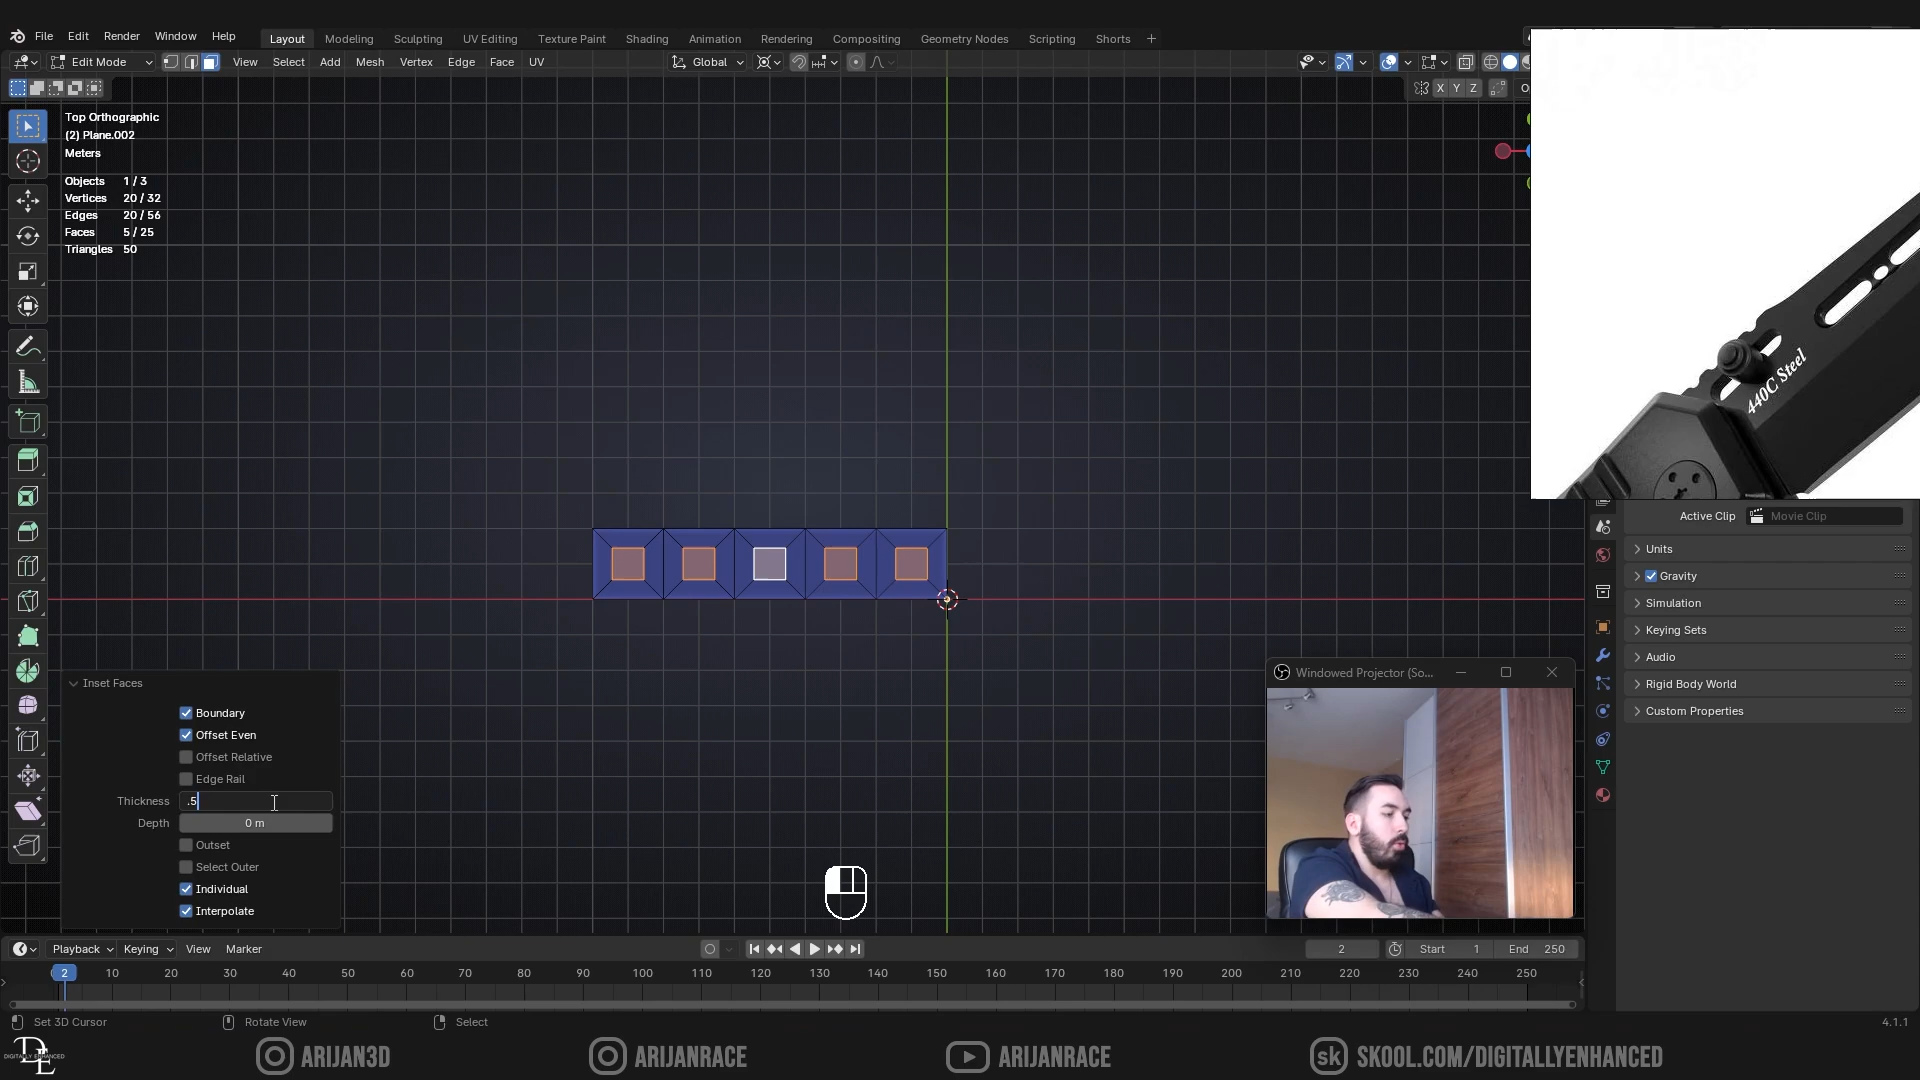 File Edit Render Window Help Layout Modeling Sculpting UV Editing Texture Paint Shading Animation Rendering Compositing Geometry Nodes Scripting Shorts
Edit Mode View Select Add Mesh Vertex Edge Face UV Global
X Y Z O
Top Orthographic
(2) Plane.002
Meters
Objects 1 / 3
Vertices 20 / 32
Edges 20 / 56
Faces 5 / 25
Triangles 50
440C Steel
Active Clip Movie Clip
Units
Gravity
Simulation
Keying Sets
Audio
Rigid Body World
Custom Properties
Windowed Projector (So...
Inset Faces
Boundary
Offset Even
Offset Relative
Edge Rail
Thickness .5
Depth 0 m
Outset
Select Outer
Individual
Interpolate
Playback Keying View Marker 2 Start 1 End 250
2 10 20 30 40 50 60 70 80 90 100 110 120 130 140 150 160 170 180 190 200 210 220 230 240 250
Set 3D Cursor Rotate View Select 4.1.1
DIGITALLY ENHANCED ARIJAN3D ARIJANRACE ARIJANRACE sk SKOOL.COM/DIGITALLYENHANCED